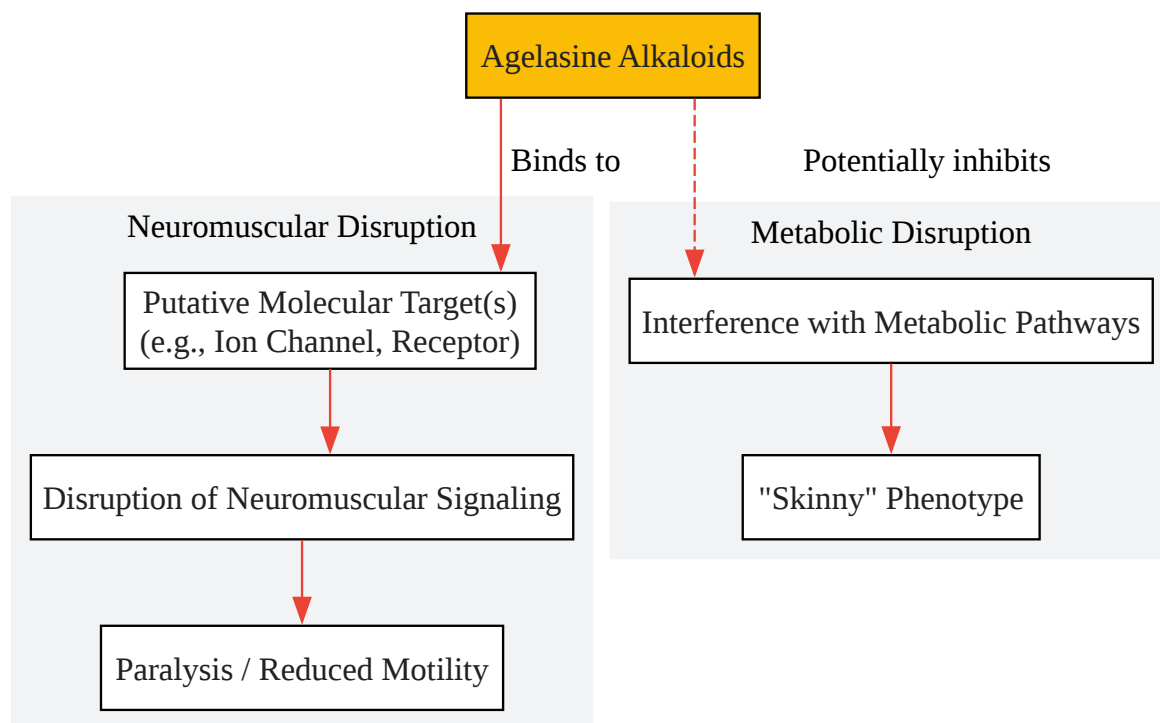 Agelasine Alkaloids
Binds to
Potentially inhibits
Neuromuscular Disruption
Putative Molecular Target(s)
(e.g., Ion Channel, Receptor)
Disruption of Neuromuscular Signaling
Paralysis / Reduced Motility
Metabolic Disruption
Interference with Metabolic Pathways
"Skinny" Phenotype